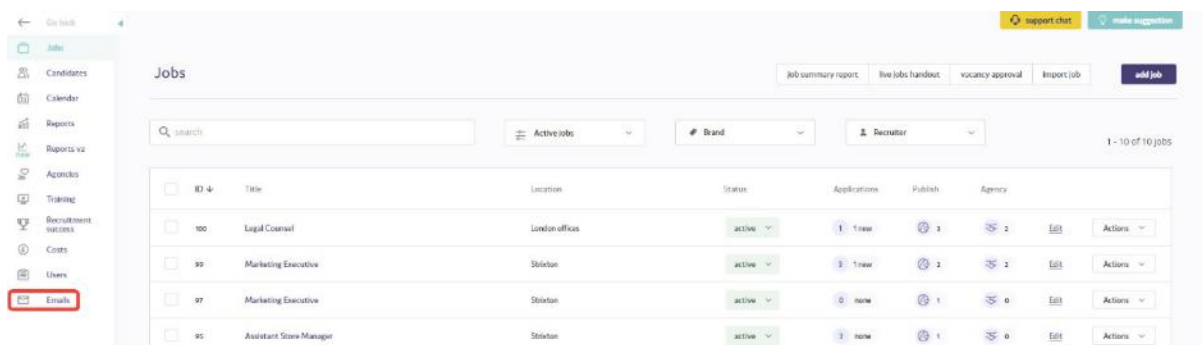 Go back
support chat
make suggestion
Jobs
Candidates
Calendar
Reports
Reports v2
Agencies
Training
Recruitment success
Costs
Users
Emails
Jobs
job summary report
live jobs handout
vacancy approval
import job
add job
search
Active jobs
Brand
Recruiter
1 - 10 of 10 jobs
ID Title Location Status Applications Publish Agency
100 Legal Counsel London offices active 1 1 new 3 2 Edit Actions
99 Marketing Executive Strixton active 1 new 2 2 Edit Actions
97 Marketing Executive Strixton active 0 none 1 0 Edit Actions
95 Assistant Store Manager Strixton active 3 none 1 0 Edit Actions